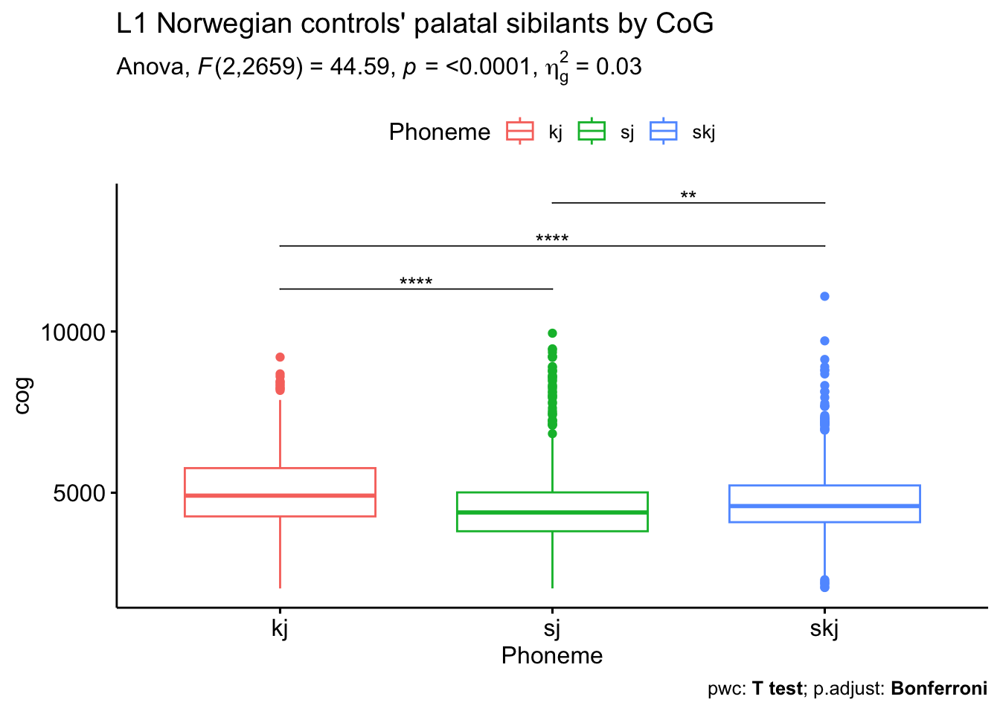 L1 Norwegian controls' palatal sibilants by CoG
Anova, F(2,2659) = 44.59, p = <0.0001, η²g = 0.03
Phoneme kj sj skj
**
****
****
10000
5000
cog
kj sj skj
Phoneme
pwc: T test; p.adjust: Bonferroni